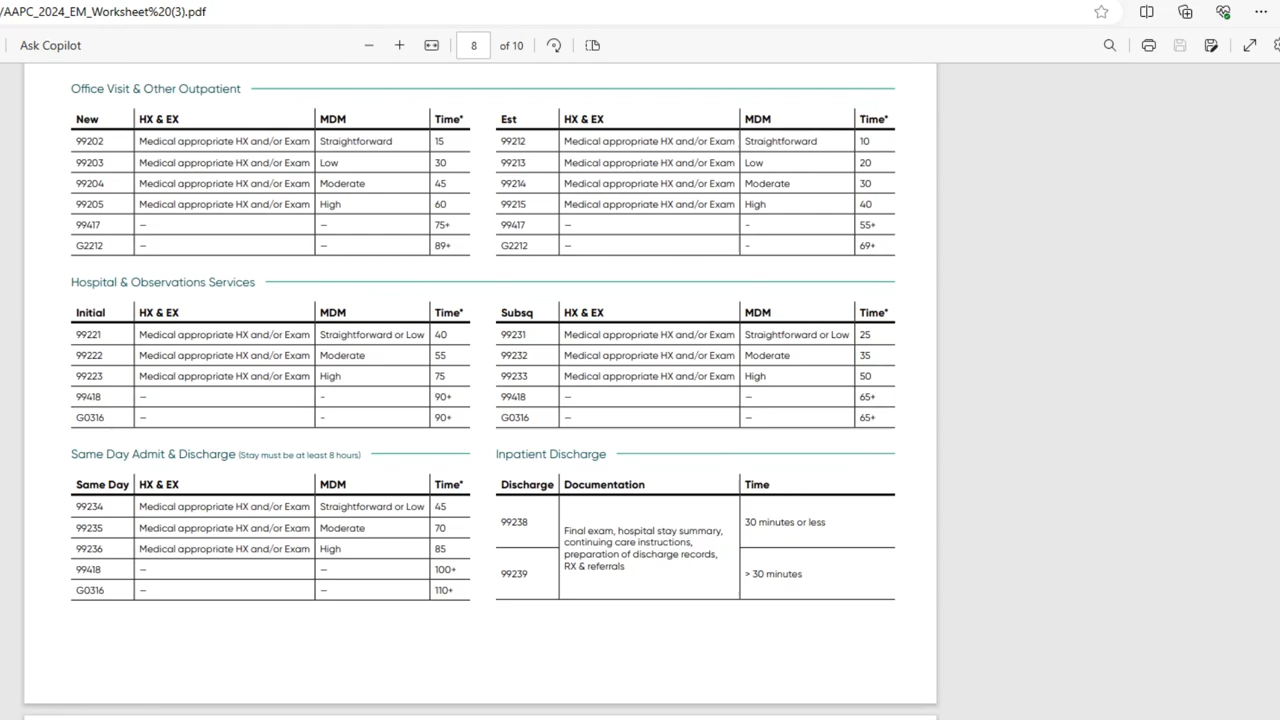 /AAPC_2024_EM_Worksheet%20(3).pdf
Ask Copilot
8 of 10
Office Visit & Other Outpatient
New HX & EX MDM Time*
99202 Medical appropriate HX and/or Exam Straightforward 15
99203 Medical appropriate HX and/or Exam Low 30
99204 Medical appropriate HX and/or Exam Moderate 45
99205 Medical appropriate HX and/or Exam High 60
99417 – – 75+
G2212 – – 89+
Est HX & EX MDM Time*
99212 Medical appropriate HX and/or Exam Straightforward 10
99213 Medical appropriate HX and/or Exam Low 20
99214 Medical appropriate HX and/or Exam Moderate 30
99215 Medical appropriate HX and/or Exam High 40
99417 – - 55+
G2212 – - 69+
Hospital & Observations Services
Initial HX & EX MDM Time*
99221 Medical appropriate HX and/or Exam Straightforward or Low 40
99222 Medical appropriate HX and/or Exam Moderate 55
99223 Medical appropriate HX and/or Exam High 75
99418 – - 90+
G0316 – - 90+
Subsq HX & EX MDM Time*
99231 Medical appropriate HX and/or Exam Straightforward or Low 25
99232 Medical appropriate HX and/or Exam Moderate 35
99233 Medical appropriate HX and/or Exam High 50
99418 – – 65+
G0316 – – 65+
Same Day Admit & Discharge (Stay must be at least 8 hours)
Same Day HX & EX MDM Time*
99234 Medical appropriate HX and/or Exam Straightforward or Low 45
99235 Medical appropriate HX and/or Exam Moderate 70
99236 Medical appropriate HX and/or Exam High 85
99418 – – 100+
G0316 – – 110+
Inpatient Discharge
Discharge Documentation Time
99238 30 minutes or less
Final exam, hospital stay summary,
continuing care instructions,
preparation of discharge records,
RX & referrals
99239 > 30 minutes